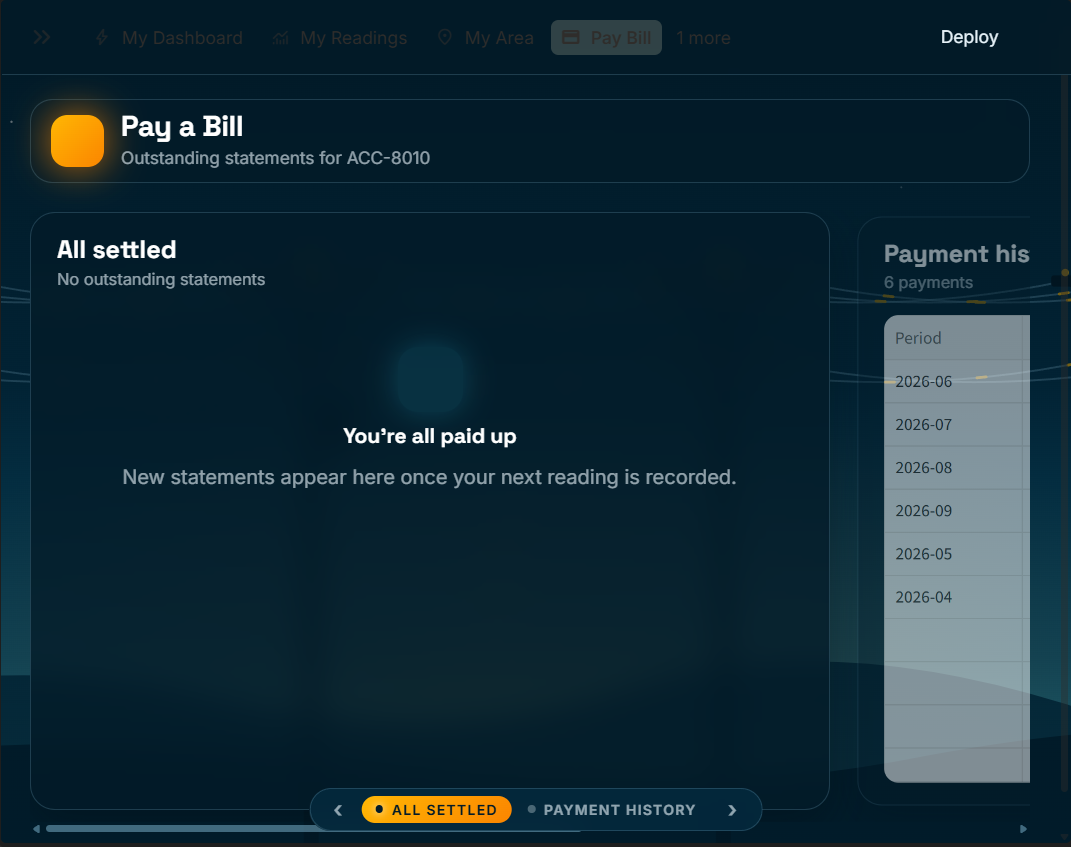 My Dashboard My Readings My Area Pay Bill 1 more Deploy
Pay a Bill
Outstanding statements for ACC-8010
All settled
No outstanding statements
You're all paid up
New statements appear here once your next reading is recorded.
Payment his
6 payments
Period
2026-06
2026-07
2026-08
2026-09
2026-05
2026-04
ALL SETTLED PAYMENT HISTORY